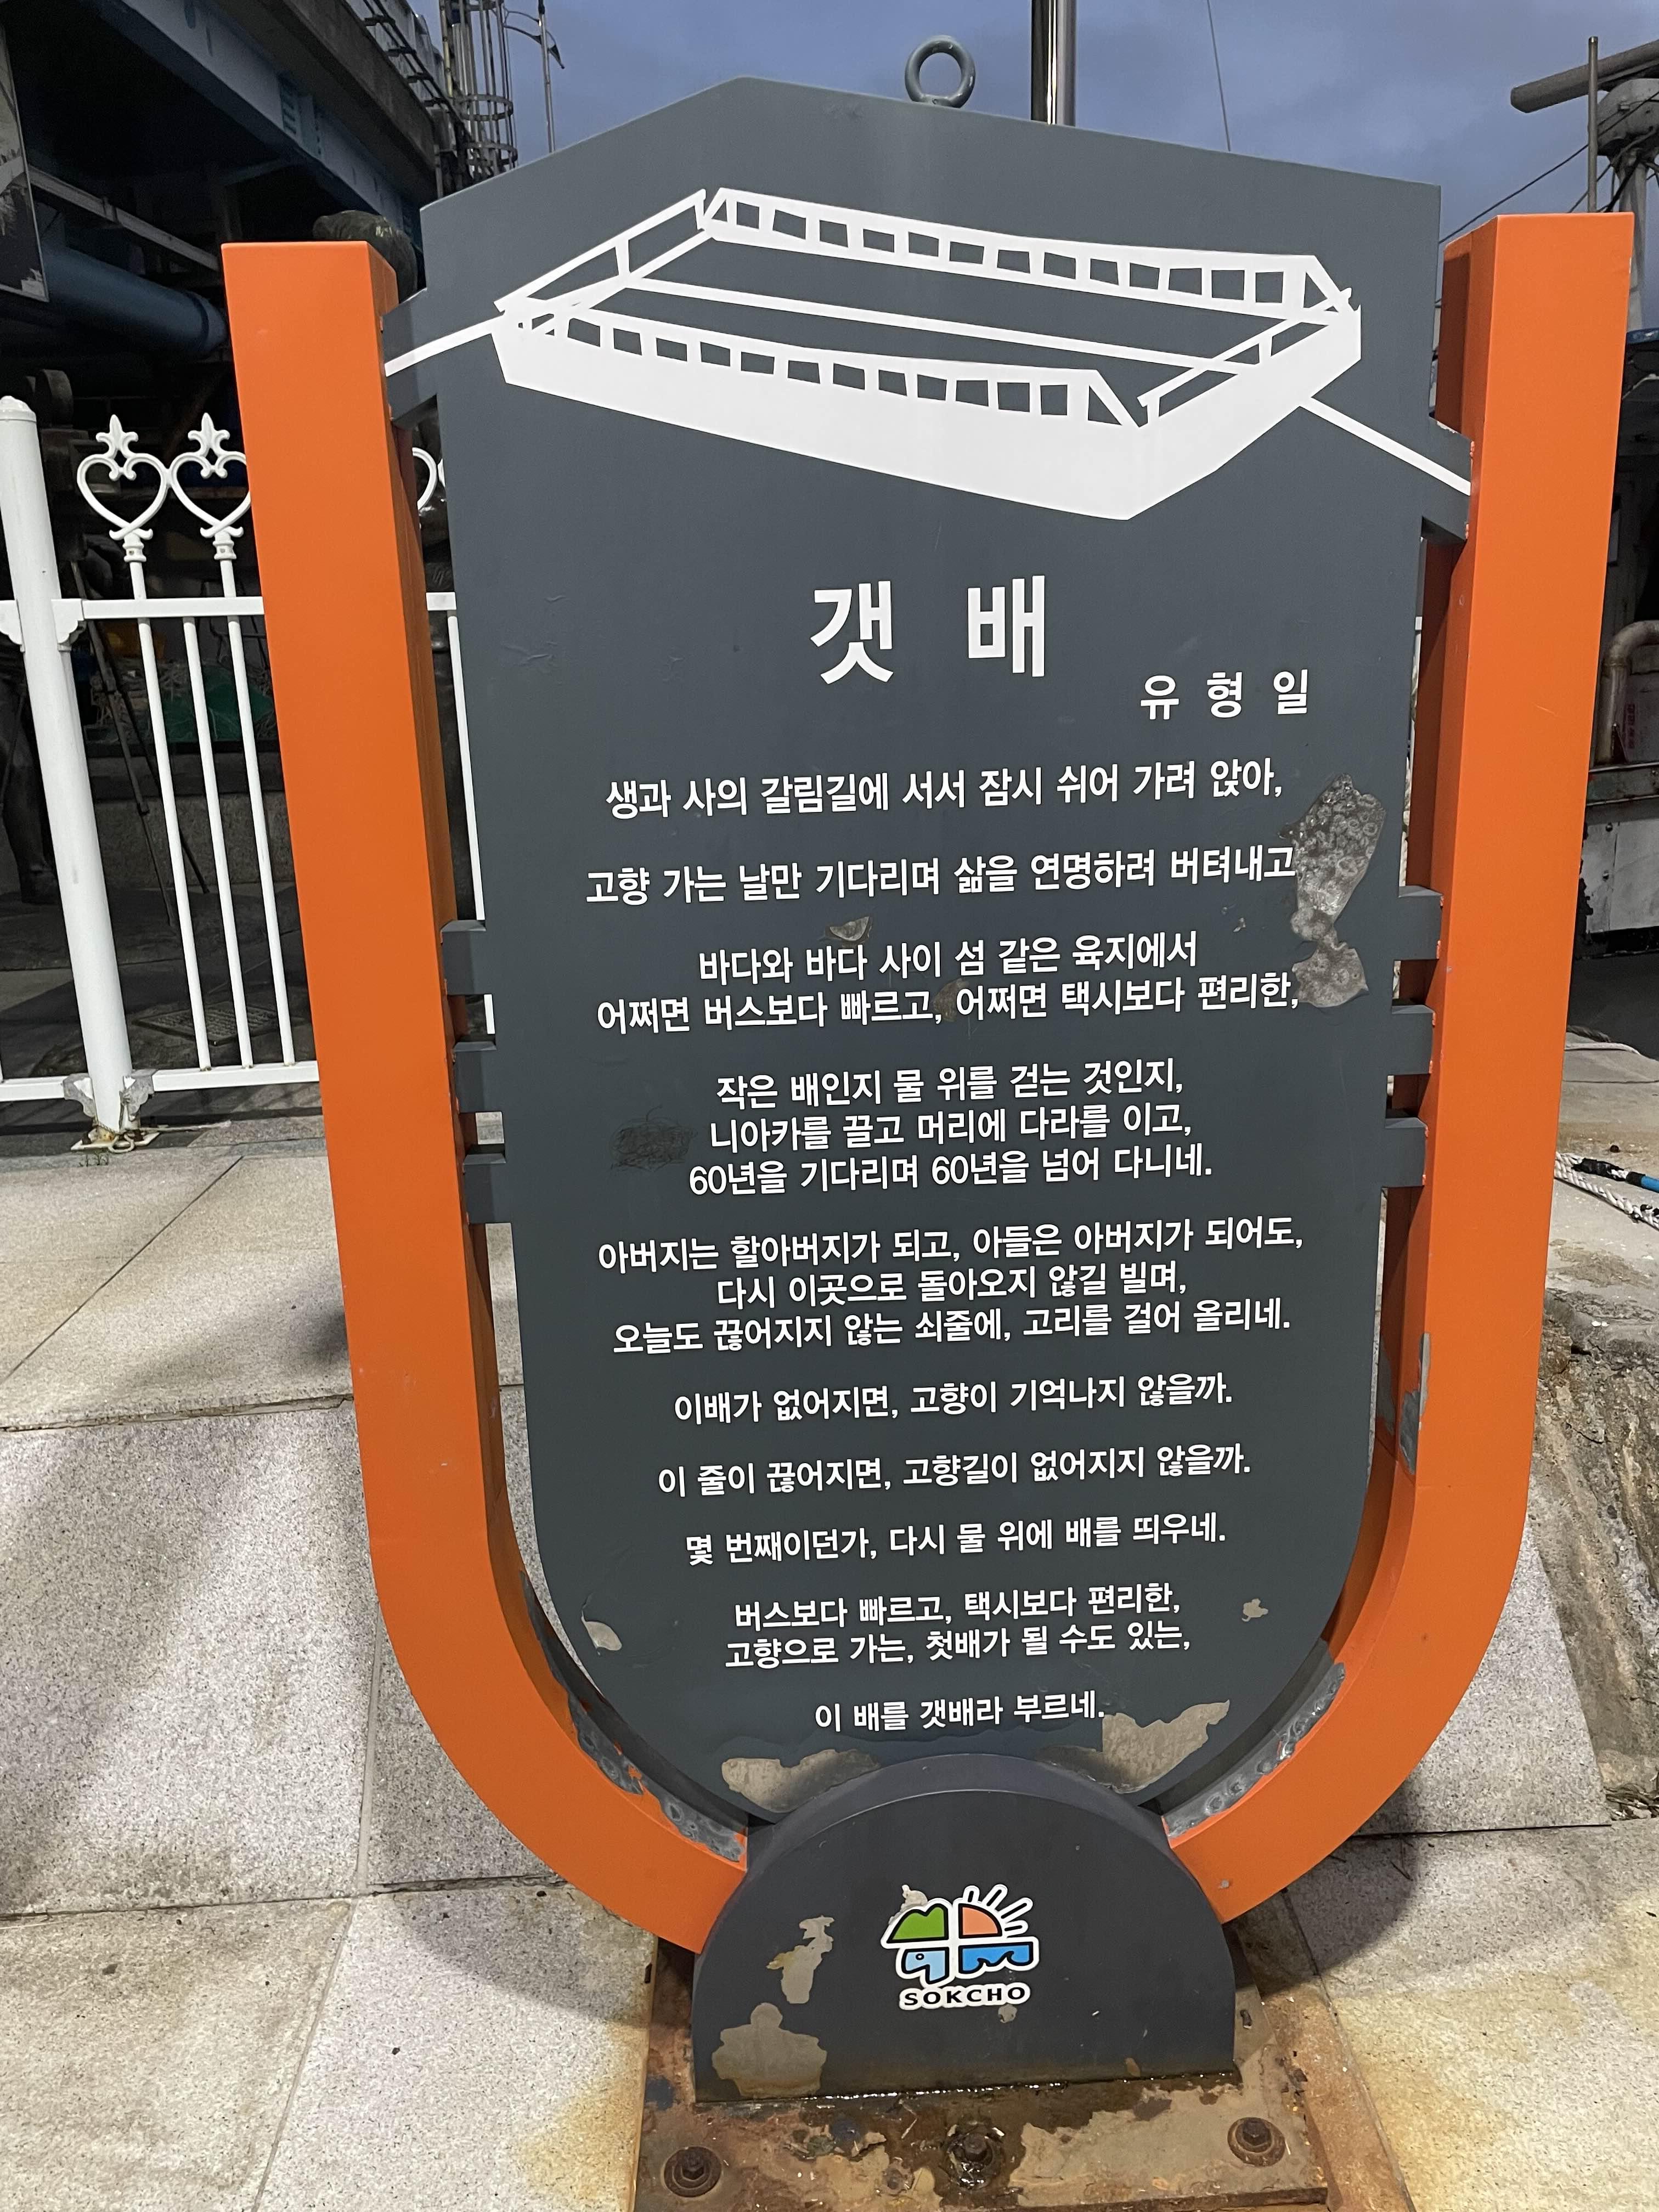 갯 배
유 형 일
생과 사의 갈림길에 서서 잠시 쉬어 가려 앉아,
고향 가는 날만 기다리며 삶을 연명하려 버텨내고
바다와 바다 사이 섬 같은 육지에서
어쩌면 버스보다 빠르고, 어쩌면 택시보다 편리한,
작은 배인지 물 위를 걷는 것인지,
니아카를 끌고 머리에 다라를 이고,
60년을 기다리며 60년을 넘어 다니네.
아버지는 할아버지가 되고, 아들은 아버지가 되어도,
다시 이곳으로 돌아오지 않길 빌며,
오늘도 끊어지지 않는 쇠줄에, 고리를 걸어 올리네.
이배가 없어지면, 고향이 기억나지 않을까.
이 줄이 끊어지면, 고향길이 없어지지 않을까.
몇 번째이던가, 다시 물 위에 배를 띄우네.
버스보다 빠르고, 택시보다 편리한,
고향으로 가는, 첫배가 될 수도 있는,
이 배를 갯배라 부르네.
SOKCHO